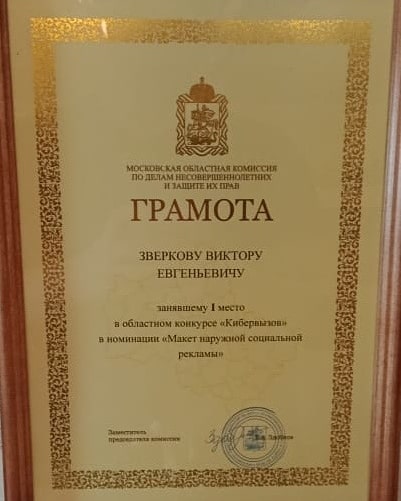 МОСКОВСКАЯ ОБЛАСТНАЯ КОМИССИЯ
ПО ДЕЛАМ НЕСОВЕРШЕННОЛЕТНИХ
И ЗАЩИТЕ ИХ ПРАВ
ГРАМОТА
ЗВЕРКОВУ ВИКТОРУ
ЕВГЕНЬЕВИЧУ
занявшему I место
в областном конкурсе «Кибервызов»
в номинации «Макет наружной социальной
рекламы»
Заместитель
председателя комиссии